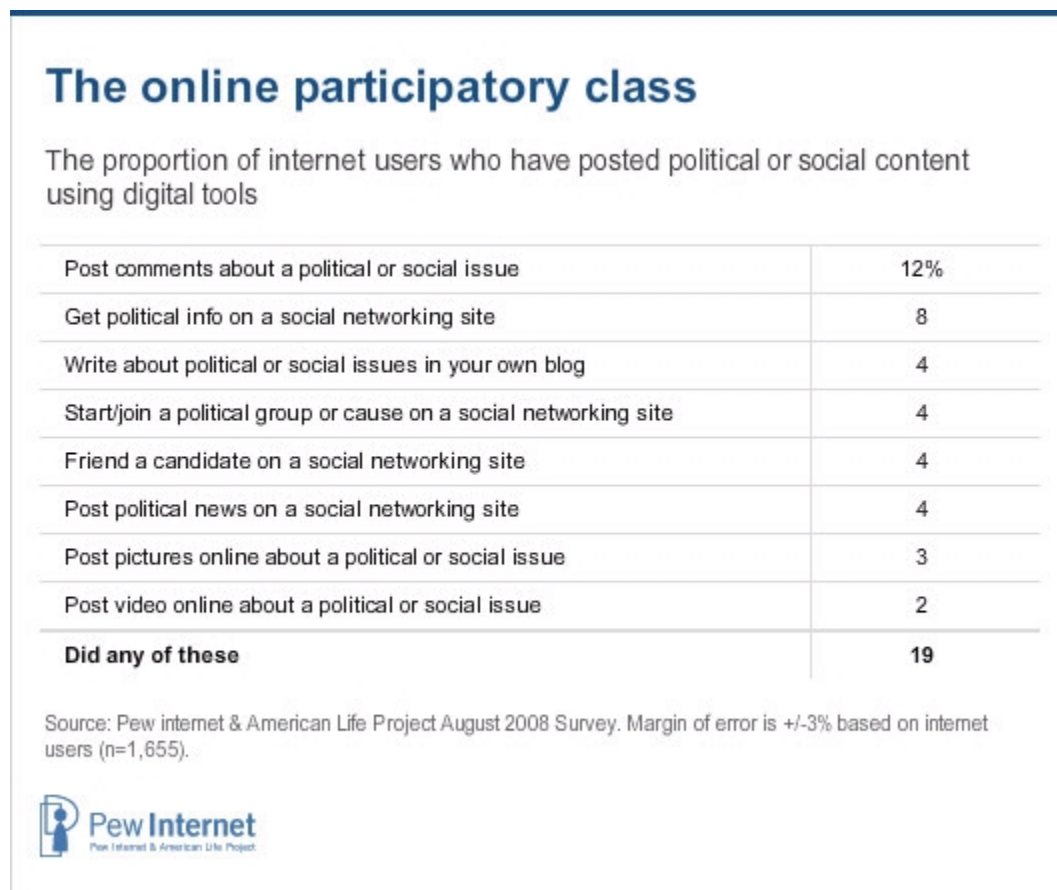 The online participatory class
The proportion of internet users who have posted political or social content
using digital tools
Post comments about a political or social issue 12%
Get political info on a social networking site 8
Write about political or social issues in your own blog 4
Start/join a political group or cause on a social networking site 4
Friend a candidate on a social networking site 4
Post political news on a social networking site 4
Post pictures online about a political or social issue 3
Post video online about a political or social issue 2
Did any of these 19
Source: Pew internet & American Life Project August 2008 Survey. Margin of error is +/-3% based on internet
users (n=1,655).
Pew Internet
Pew Internet & American Life Project